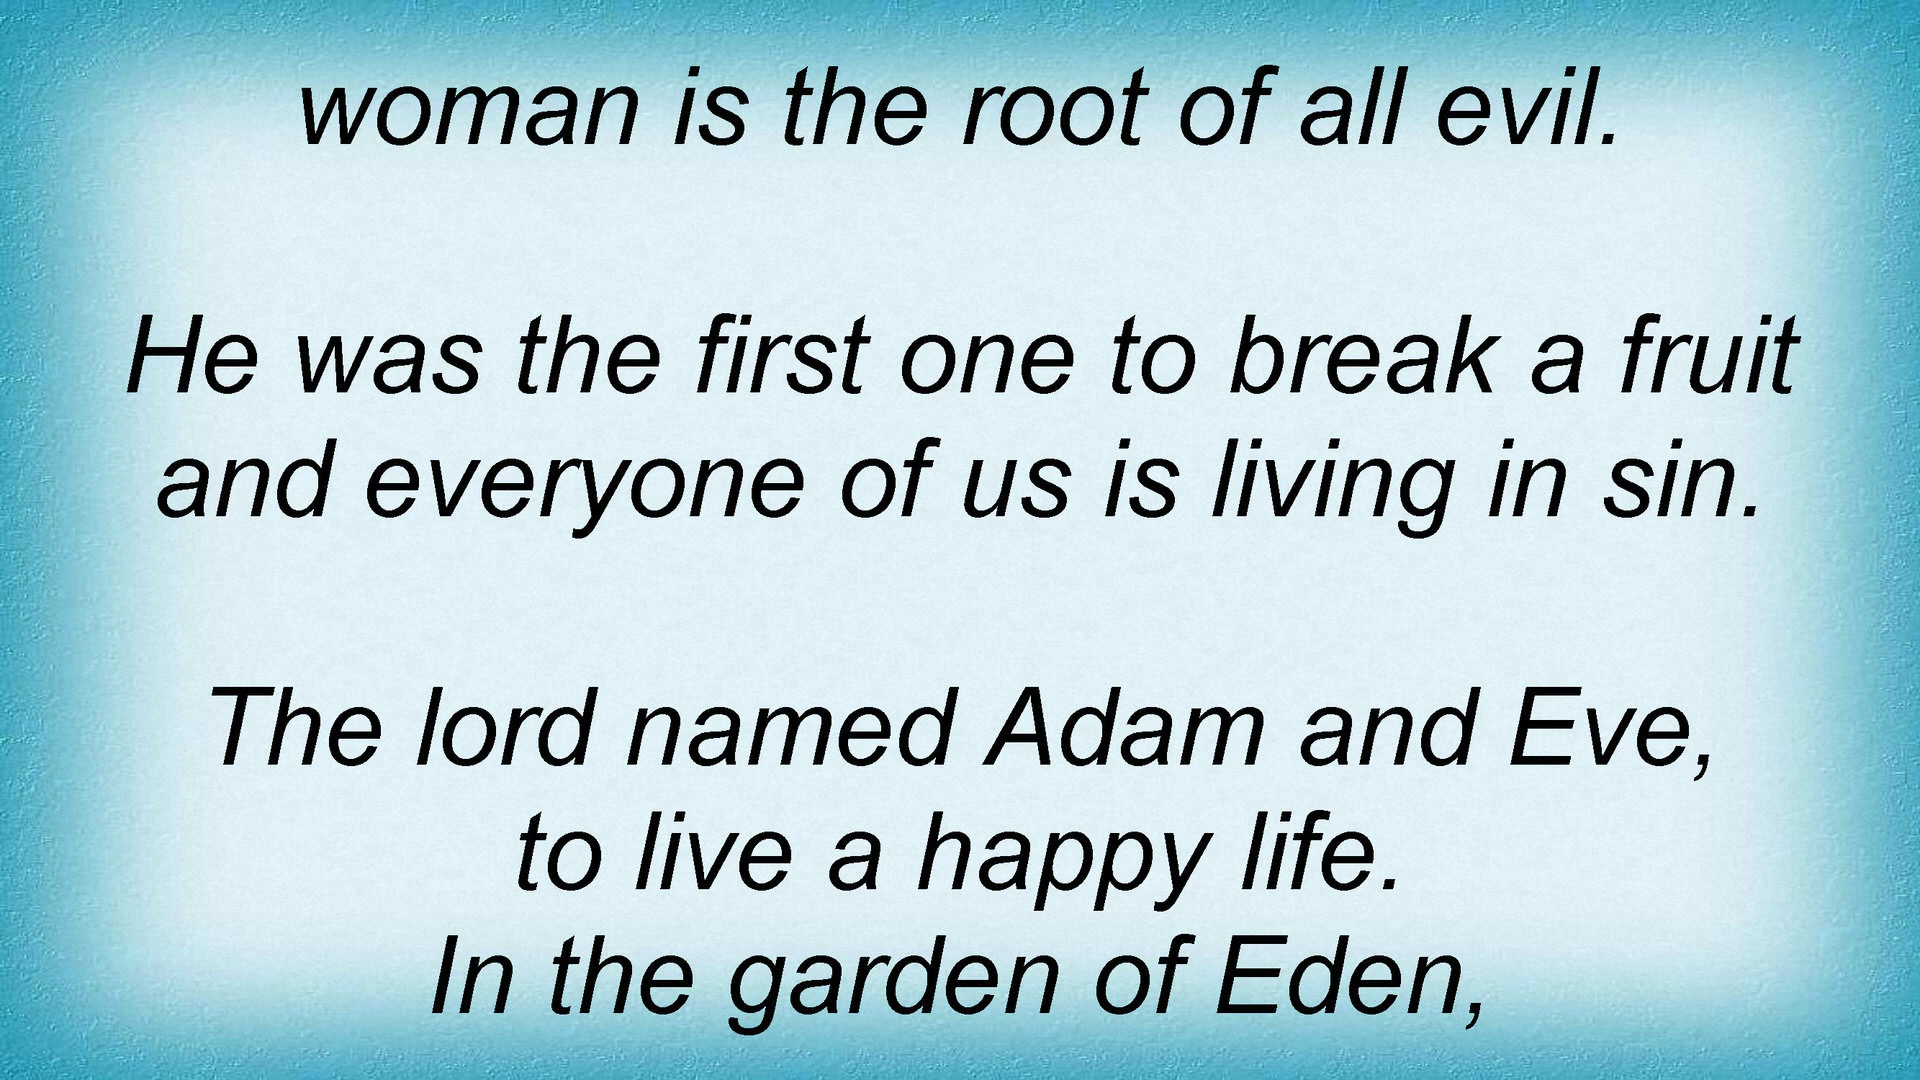 woman is the root of all evil.
He was the first one to break a fruit
and everyone of us is living in sin.
The lord named Adam and Eve,
to live a happy life.
In the garden of Eden,